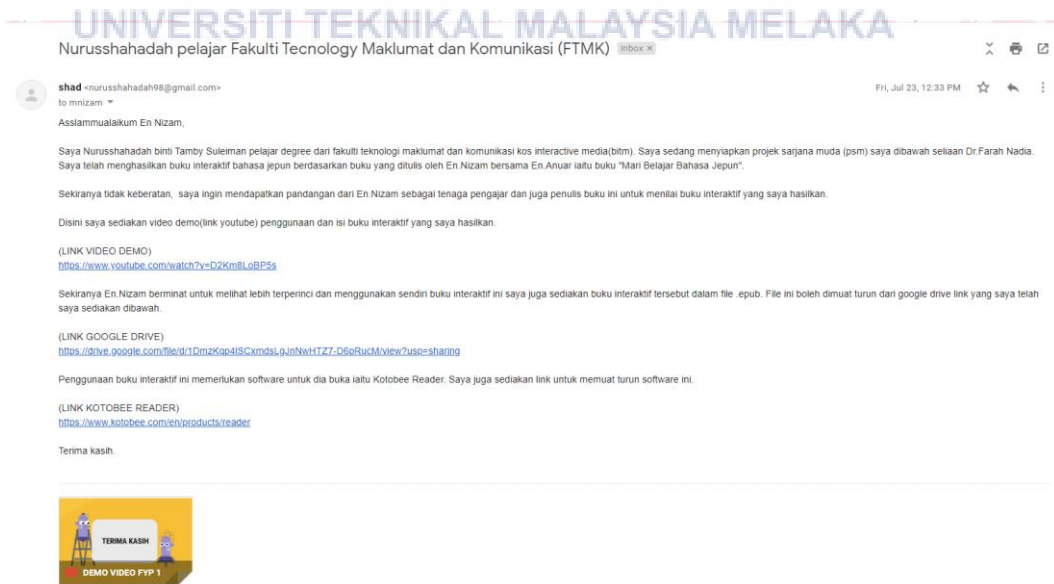 UNIVERSITI TEKNIKAL MALAYSIA MELAKA
Nurusshahadah pelajar Fakulti Tecnology Maklumat dan Komunikasi (FTMK) Inbox ×
shad <nurusshahadah98@gmail.com>
Fri, Jul 23, 12:33 PM
to mnizam
Asslammualaikum En Nizam,
Saya Nurusshahadah binti Tamby Suleiman pelajar degree dari fakulti teknologi maklumat dan komunikasi kos interactive media(bitm). Saya sedang menyiapkan projek sarjana muda (psm) saya dibawah seliaan Dr.Farah Nadia.
Saya telah menghasilkan buku interaktif bahasa jepun berdasarkan buku yang ditulis oleh En.Nizam bersama En.Anuar iaitu buku "Mari Belajar Bahasa Jepun".
Sekiranya tidak keberatan, saya ingin mendapatkan pandangan dari En.Nizam sebagai tenaga pengajar dan juga penulis buku ini untuk menilai buku interaktif yang saya hasilkan.
Disini saya sediakan video demo(link youtube) penggunaan dan isi buku interaktif yang saya hasilkan.
(LINK VIDEO DEMO)
https://www.youtube.com/watch?v=D2Km8LoBP5s
Sekiranya En.Nizam berminat untuk melihat lebih terperinci dan menggunakan sendiri buku interaktif ini saya juga sediakan buku interaktif tersebut dalam file .epub. File ini boleh dimuat turun dari google drive link yang saya telah
saya sediakan dibawah.
(LINK GOOGLE DRIVE)
https://drive.google.com/file/d/1DmzKqp4ISCxmdsLgJnNwHTZ7-D6pRucM/view?usp=sharing
Penggunaan buku interaktif ini memerlukan software untuk dia buka iaitu Kotobee Reader. Saya juga sediakan link untuk memuat turun software ini.
(LINK KOTOBEE READER)
https://www.kotobee.com/en/products/reader
Terima kasih.
TERIMA KASIH
DEMO VIDEO FYP 1